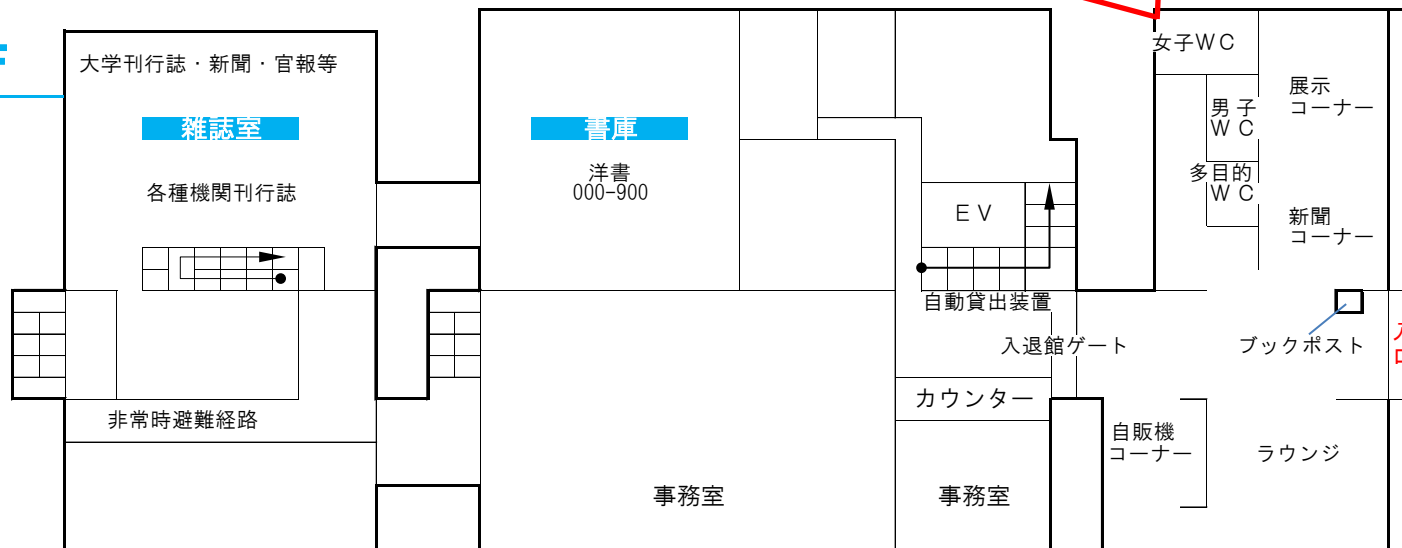 大学刊行誌・新聞・官報等
雑誌室
各種機関刊行誌
非常時避難経路
書庫
洋書
000-900
事務室
ＥＶ
自動貸出装置
入退館ゲート
カウンター
事務室
女子ＷＣ
男子
ＷＣ
多目的
ＷＣ
展示
コーナー
新聞
コーナー
ブックポスト
自販機
コーナー
ラウンジ